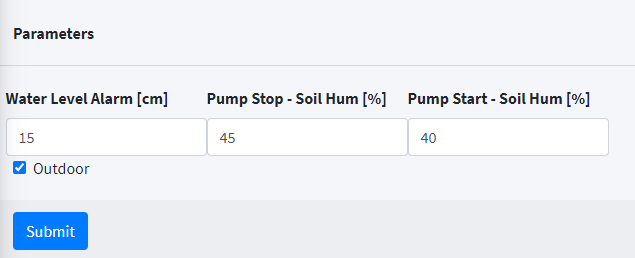 Parameters
Water Level Alarm [cm] Pump Stop - Soil Hum [%] Pump Start - Soil Hum [%]
15 45 40
Outdoor
Submit